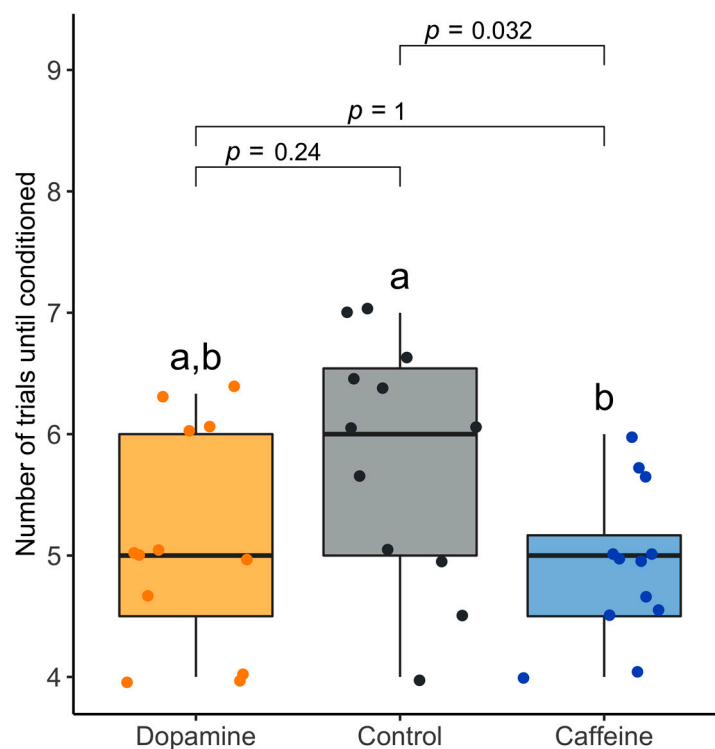 p = 0.032
9
p = 1
p = 0.24
8
a
7
a,b
b
6
5
4
Number of trials until conditioned
Dopamine Control Caffeine